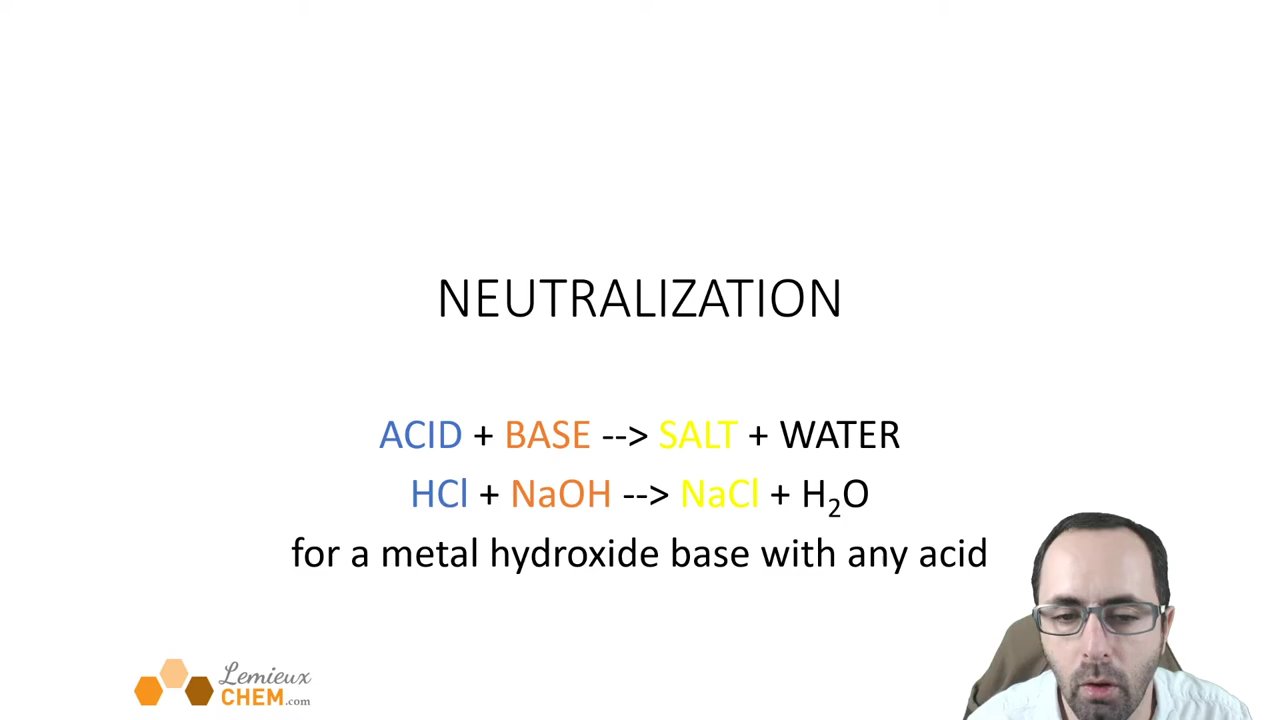 NEUTRALIZATION
ACID + BASE --> SALT + WATER
HCl + NaOH --> NaCl + H₂O
for a metal hydroxide base with any acid
Lemieux
CHEM.com